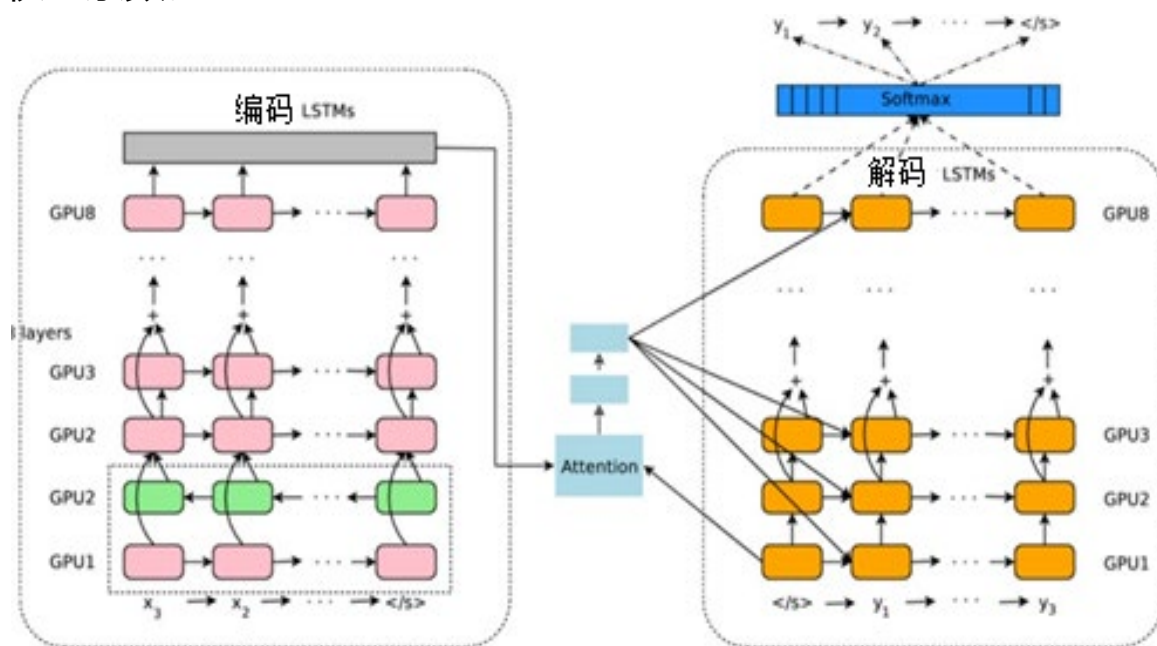 y1 y2 ... </s>
Softmax
编码 LSTMs
解码 LSTMs
GPU8
GPU8
...
...
...
...
...
...
layers
GPU3
GPU2
GPU2
GPU1
+
+
+
...
...
...
...
...
x3 x2 ... </s>
Attention
+
+
+
GPU3
GPU2
GPU1
...
...
...
...
</s> y1 ... y3